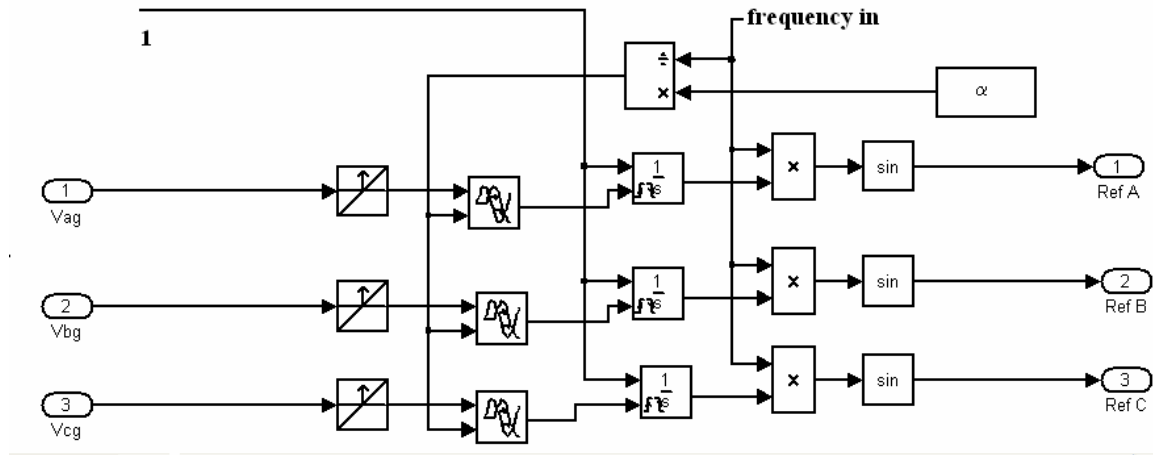 frequency in
1
÷
×
α
1
s
×
sin
1
Ref A
1
Vag
1
s
×
sin
2
Ref B
2
Vbg
1
s
×
sin
3
Ref C
3
Vcg